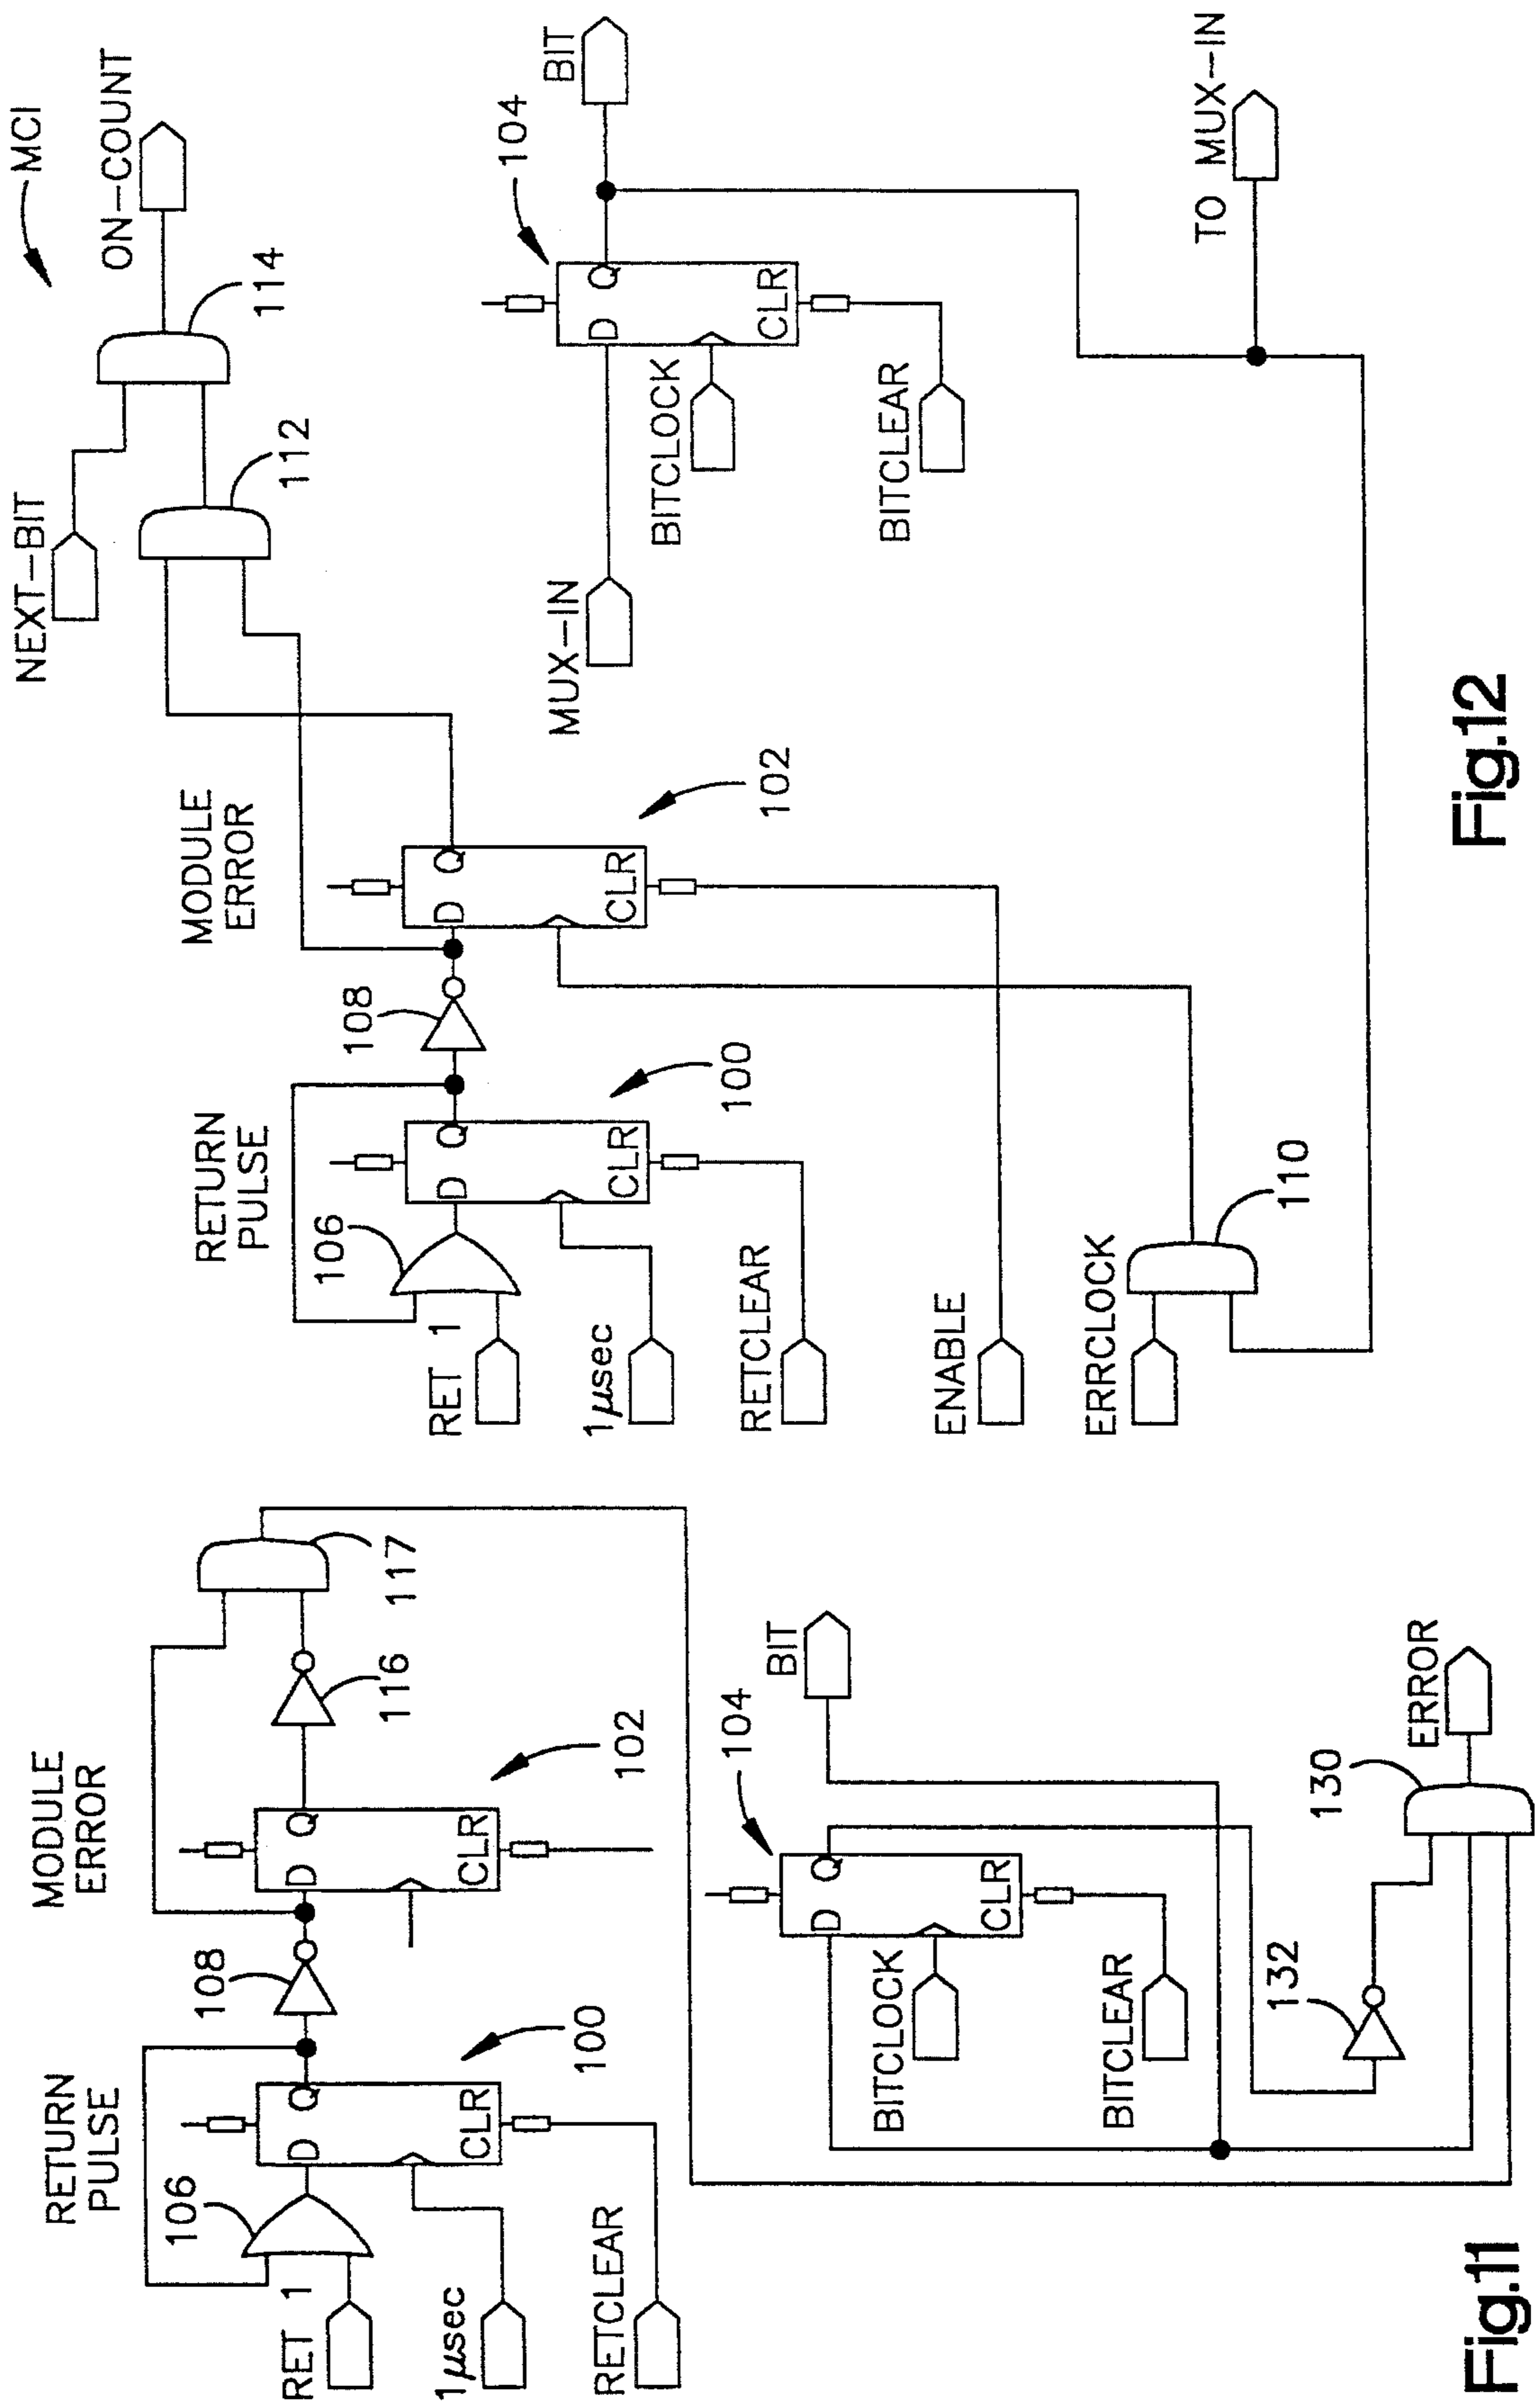 MCI
ON-COUNT
114
NEXT-BIT
112
BIT
104
D
Q
CLR
MUX-IN
BITCLOCK
BITCLEAR
TO MUX-IN
MODULE
ERROR
102
D
Q
CLR
108
RETURN
PULSE
100
106
D
Q
CLR
RET 1
1µsec
RETCLEAR
ENABLE
ERRCLOCK
110
Fig.12
117
116
MODULE
ERROR
102
D
Q
CLR
108
RETURN
PULSE
100
106
D
Q
CLR
RET 1
1µsec
RETCLEAR
BIT
104
D
Q
CLR
BITCLOCK
BITCLEAR
ERROR
130
132
Fig.11